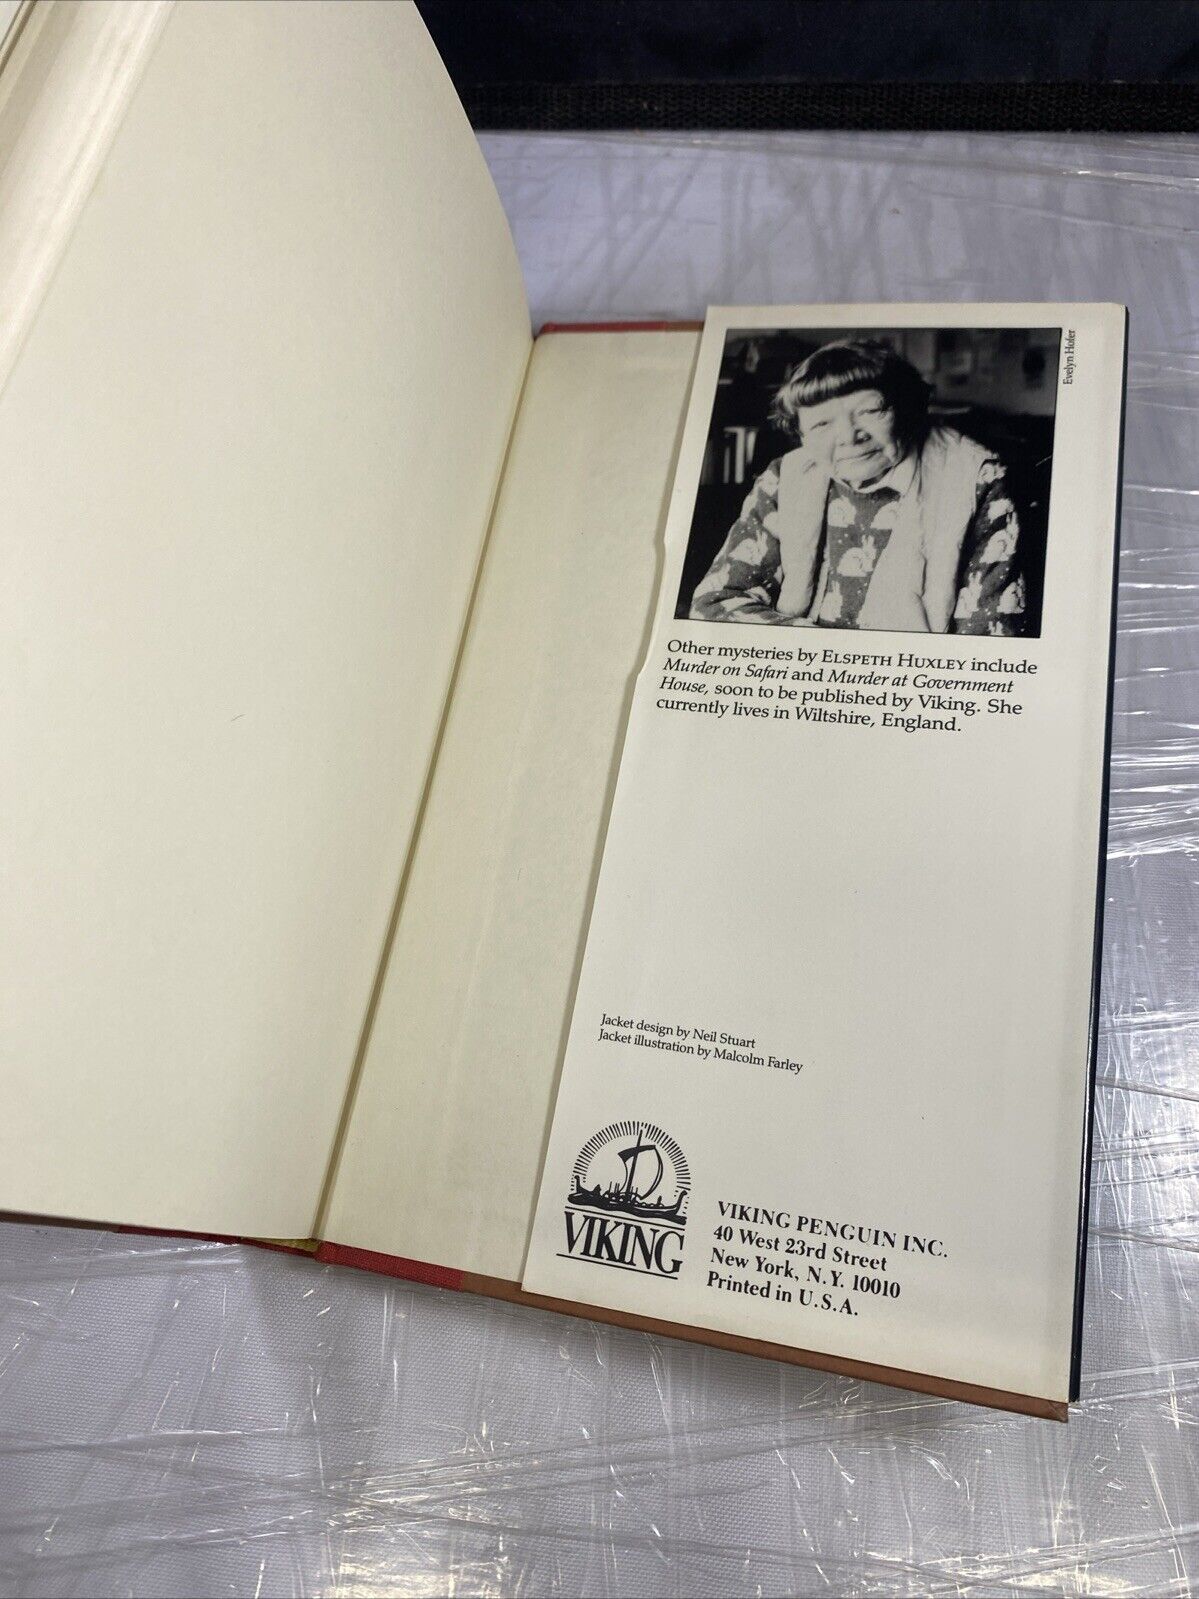 Evelyn Hofer
Other mysteries by ELSPETH HUXLEY include
Murder on Safari and Murder at Government
House, soon to be published by Viking. She
currently lives in Wiltshire, England.
Jacket design by Neil Stuart
Jacket illustration by Malcolm Farley
VIKING
VIKING PENGUIN INC.
40 West 23rd Street
New York, N.Y. 10010
Printed in U.S.A.